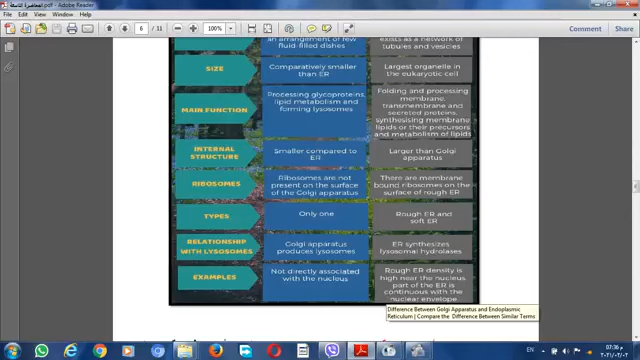 المحاضرة الثامنة.pdf - Adobe Reader
File Edit View Window Help
6 / 11 100%
Comment Share
an arrangement of few
fluid-filled dishes
exists as a network of
tubules and vesicles
SIZE
Comparatively smaller
than ER
Largest organelle in
the eukaryotic cell
MAIN FUNCTION
Processing glycoproteins,
lipid metabolism and
forming lysosomes
Folding and processing
membrane,
transmembrane and
secreted proteins,
synthesising membrane
lipids or their precursors
and metabolism of lipids
INTERNAL
STRUCTURE
Smaller compared to
ER
Larger than Golgi
apparatus
RIBOSOMES
Ribosomes are not
present on the surface
of the Golgi apparatus
There are membrane
bound ribosomes on the
surface of rough ER
TYPES
Only one
Rough ER and
soft ER
RELATIONSHIP
WITH LYSOSOMES
Golgi apparatus
produces lysosomes
ER synthesizes
lysosomal hydrolases
EXAMPLES
Not directly associated
with the nucleus
Rough ER density is
high near the nucleus
part of the ER is
continuous with the
nuclear envelope
Difference Between Golgi Apparatus and Endoplasmic
Reticulum | Compare the Difference Between Similar Terms
EN